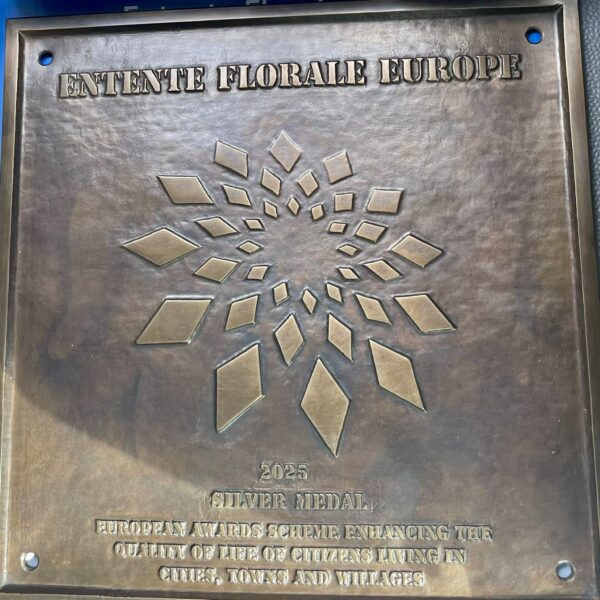 ENTENTE FLORALE EUROPE
2025
SILVER MEDAL
EUROPEAN AWARDS SCHEME ENHANCING THE
QUALITY OF LIFE OF CITIZENS LIVING IN
CITIES, TOWNS AND WILLAGES